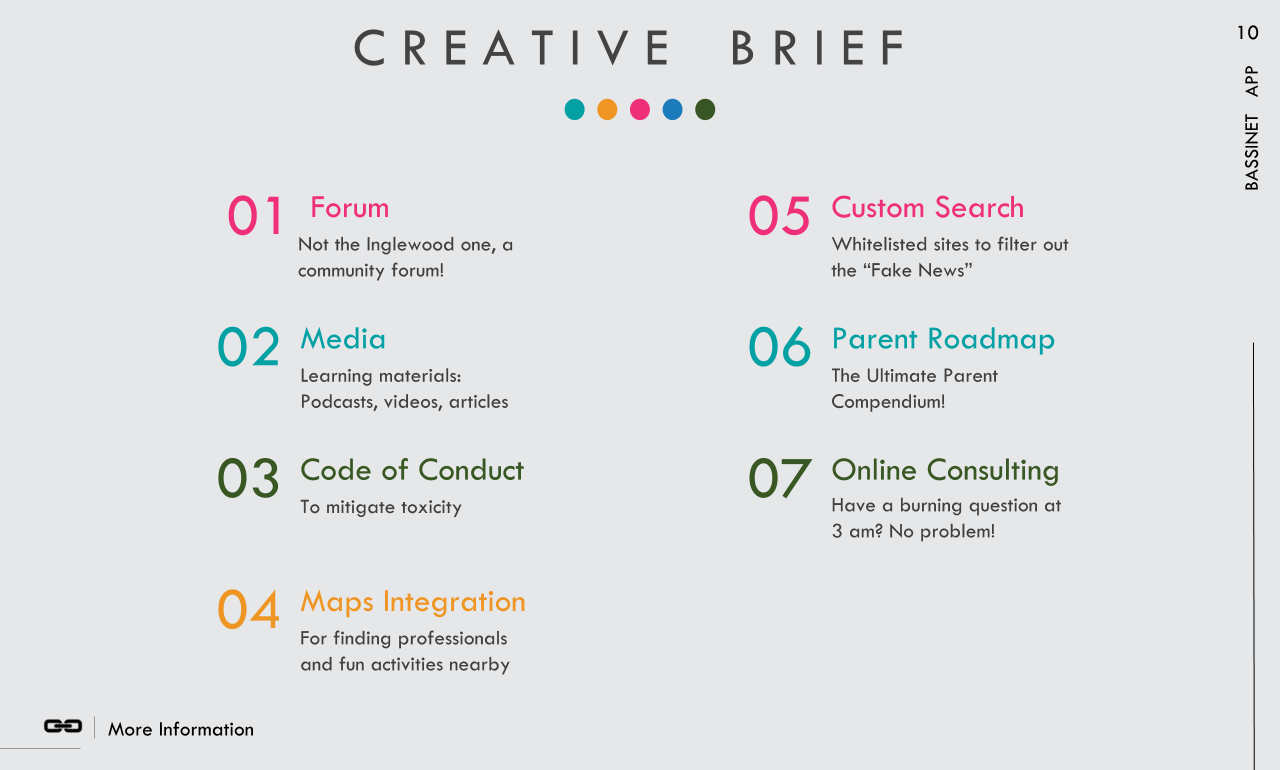 CREATIVE BRIEF
10
BASSINET APP
01 Forum
Not the Inglewood one, a
community forum!
02 Media
Learning materials:
Podcasts, videos, articles
03 Code of Conduct
To mitigate toxicity
04 Maps Integration
For finding professionals
and fun activities nearby
05 Custom Search
Whitelisted sites to filter out
the “Fake News”
06 Parent Roadmap
The Ultimate Parent
Compendium!
07 Online Consulting
Have a burning question at
3 am? No problem!
More Information